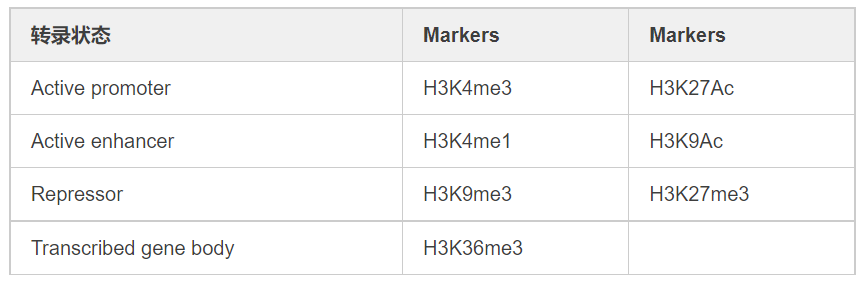 转录状态 Markers Markers
Active promoter H3K4me3 H3K27Ac
Active enhancer H3K4me1 H3K9Ac
Repressor H3K9me3 H3K27me3
Transcribed gene body H3K36me3